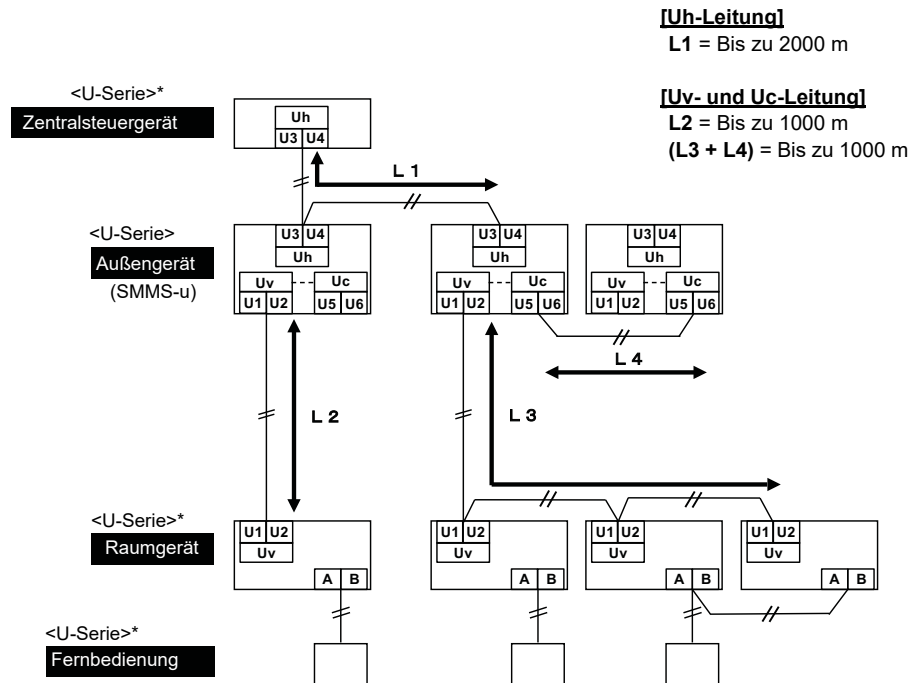 [Uh-Leitung]
L1 = Bis zu 2000 m
[Uv- und Uc-Leitung]
L2 = Bis zu 1000 m
(L3 + L4) = Bis zu 1000 m
<U-Serie>*
Zentralsteuergerät
Uh
U3 U4
L 1
<U-Serie>
Außengerät
(SMMS-u)
U3 U4
Uh
Uv Uc
U1 U2 U5 U6
U3 U4
Uh
Uv Uc
U1 U2 U5 U6
U3 U4
Uh
Uv Uc
U1 U2 U5 U6
L 4
L 2
L 3
<U-Serie>*
Raumgerät
U1 U2
Uv
A B
U1 U2
Uv
A B
U1 U2
Uv
A B
U1 U2
Uv
A B
<U-Serie>*
Fernbedienung